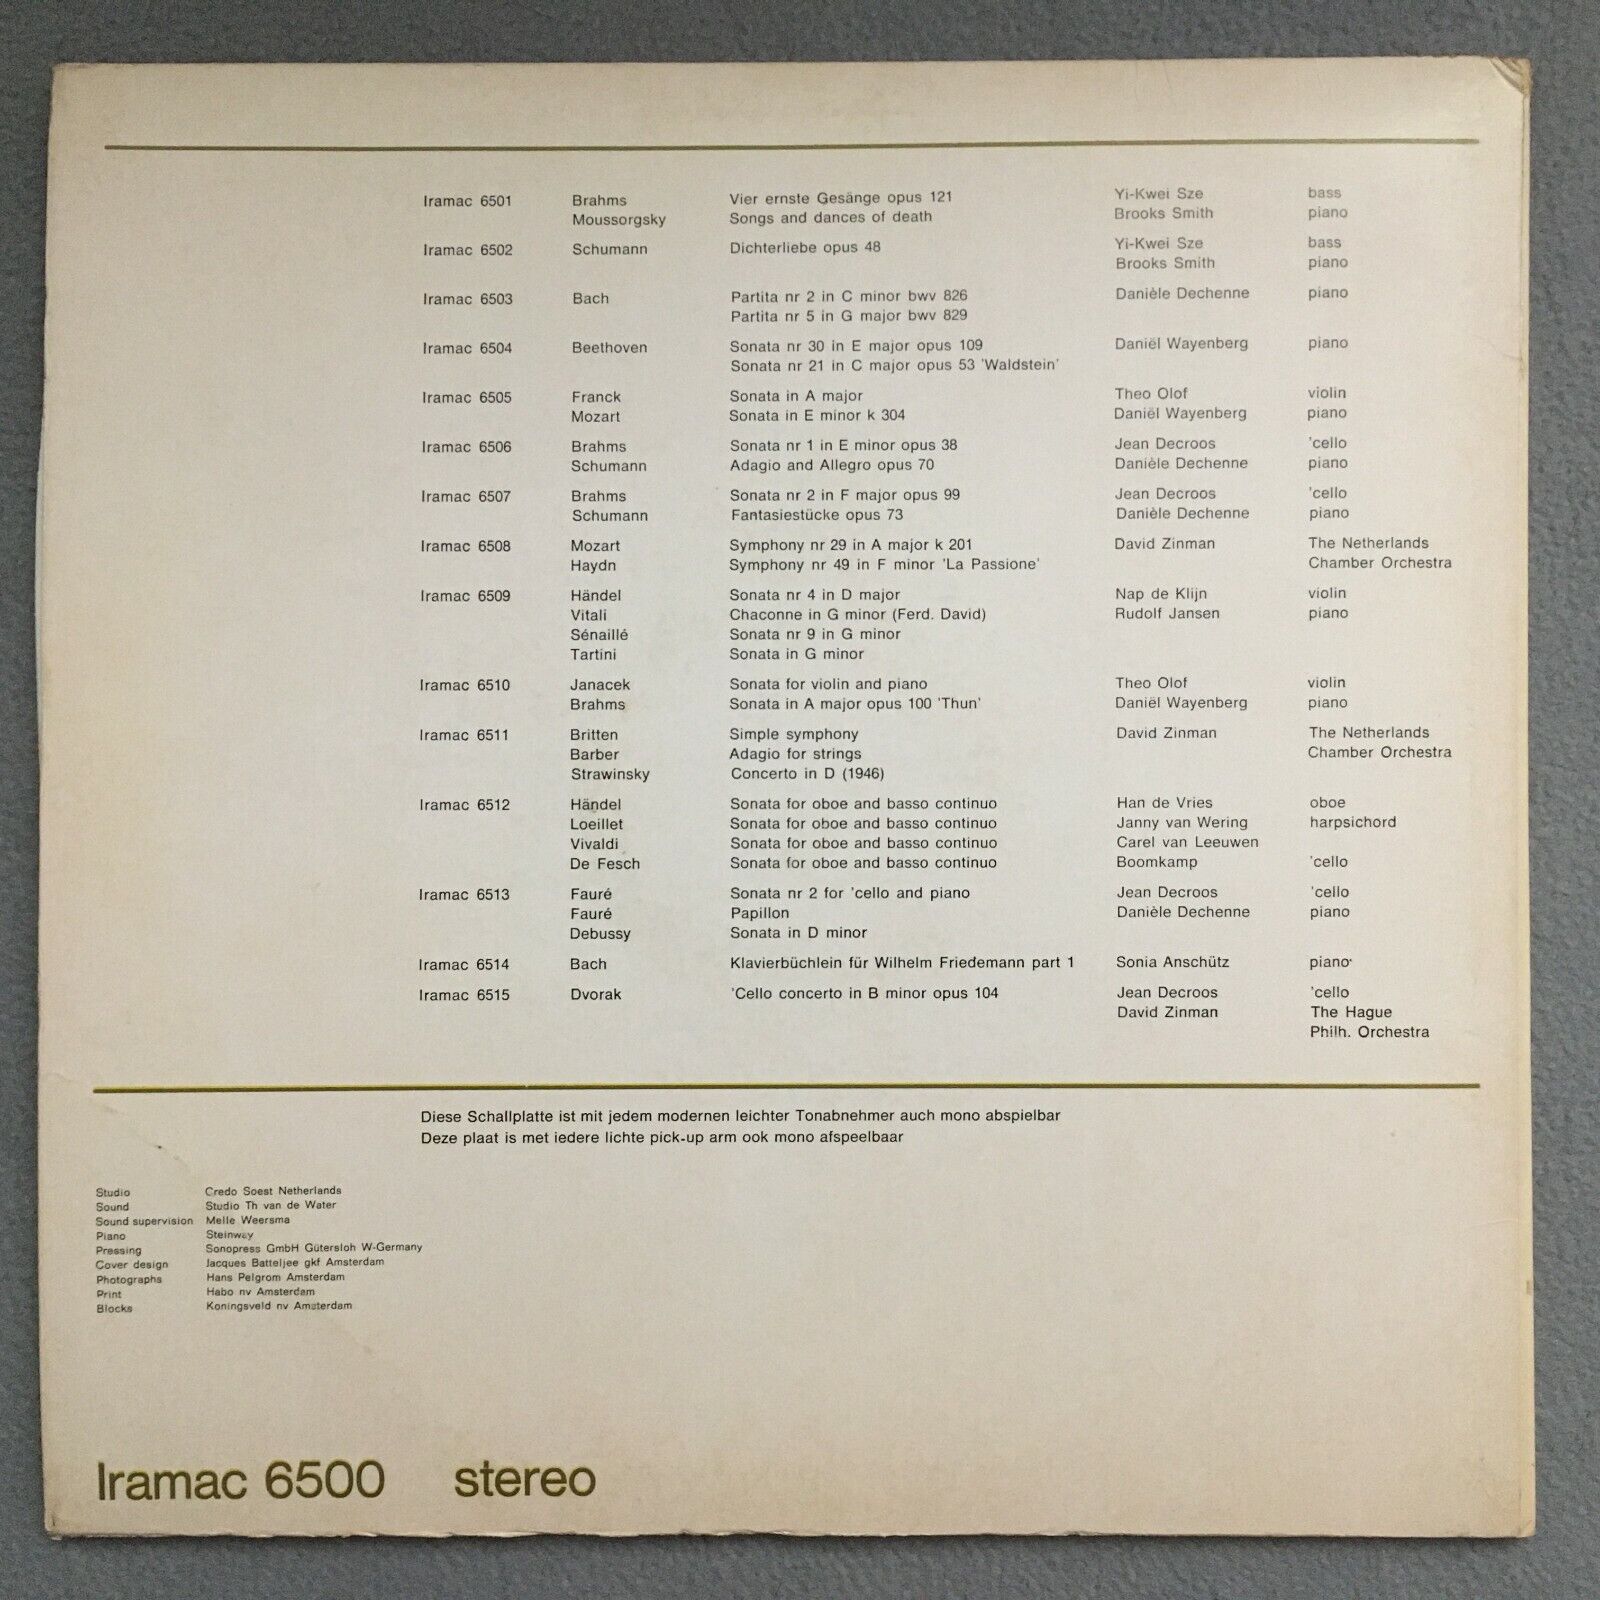 Iramac 6501 Brahms Vier ernste Gesänge opus 121 Yi-Kwei Sze bass
Moussorgsky Songs and dances of death Brooks Smith piano
Iramac 6502 Schumann Dichterliebe opus 48 Yi-Kwei Sze bass
Brooks Smith piano
Iramac 6503 Bach Partita nr 2 in C minor bwv 826 Danièle Dechenne piano
Partita nr 5 in G major bwv 829
Iramac 6504 Beethoven Sonata nr 30 in E major opus 109 Daniël Wayenberg piano
Sonata nr 21 in C major opus 53 'Waldstein'
Iramac 6505 Franck Sonata in A major Theo Olof violin
Mozart Sonata in E minor k 304 Daniël Wayenberg piano
Iramac 6506 Brahms Sonata nr 1 in E minor opus 38 Jean Decroos 'cello
Schumann Adagio and Allegro opus 70 Danièle Dechenne piano
Iramac 6507 Brahms Sonata nr 2 in F major opus 99 Jean Decroos 'cello
Schumann Fantasiestücke opus 73 Danièle Dechenne piano
Iramac 6508 Mozart Symphony nr 29 in A major k 201 David Zinman The Netherlands
Haydn Symphony nr 49 in F minor 'La Passione' Chamber Orchestra
Iramac 6509 Händel Sonata nr 4 in D major Nap de Klijn violin
Vitali Chaconne in G minor (Ferd. David) Rudolf Jansen piano
Sénaillé Sonata nr 9 in G minor
Tartini Sonata in G minor
Iramac 6510 Janacek Sonata for violin and piano Theo Olof violin
Brahms Sonata in A major opus 100 'Thun' Daniël Wayenberg piano
Iramac 6511 Britten Simple symphony David Zinman The Netherlands
Barber Adagio for strings Chamber Orchestra
Strawinsky Concerto in D (1946)
Iramac 6512 Händel Sonata for oboe and basso continuo Han de Vries oboe
Loeillet Sonata for oboe and basso continuo Janny van Wering harpsichord
Vivaldi Sonata for oboe and basso continuo Carel van Leeuwen
De Fesch Sonata for oboe and basso continuo Boomkamp 'cello
Iramac 6513 Fauré Sonata nr 2 for 'cello and piano Jean Decroos 'cello
Fauré Papillon Danièle Dechenne piano
Debussy Sonata in D minor
Iramac 6514 Bach Klavierbüchlein für Wilhelm Friedemann part 1 Sonia Anschütz piano
Iramac 6515 Dvorak 'Cello concerto in B minor opus 104 Jean Decroos 'cello
David Zinman The Hague
Philh. Orchestra
Diese Schallplatte ist mit jedem modernen leichter Tonabnehmer auch mono abspielbar
Deze plaat is met iedere lichte pick-up arm ook mono afspeelbaar
Studio Credo Soest Netherlands
Sound Studio Th van de Water
Sound supervision Melle Weersma
Piano Steinway
Pressing Sonopress GmbH Gütersloh W-Germany
Cover design Jacques Batteljee gkf Amsterdam
Photographs Hans Pelgrom Amsterdam
Print Habo nv Amsterdam
Blocks Koningsveld nv Amsterdam
Iramac 6500 stereo